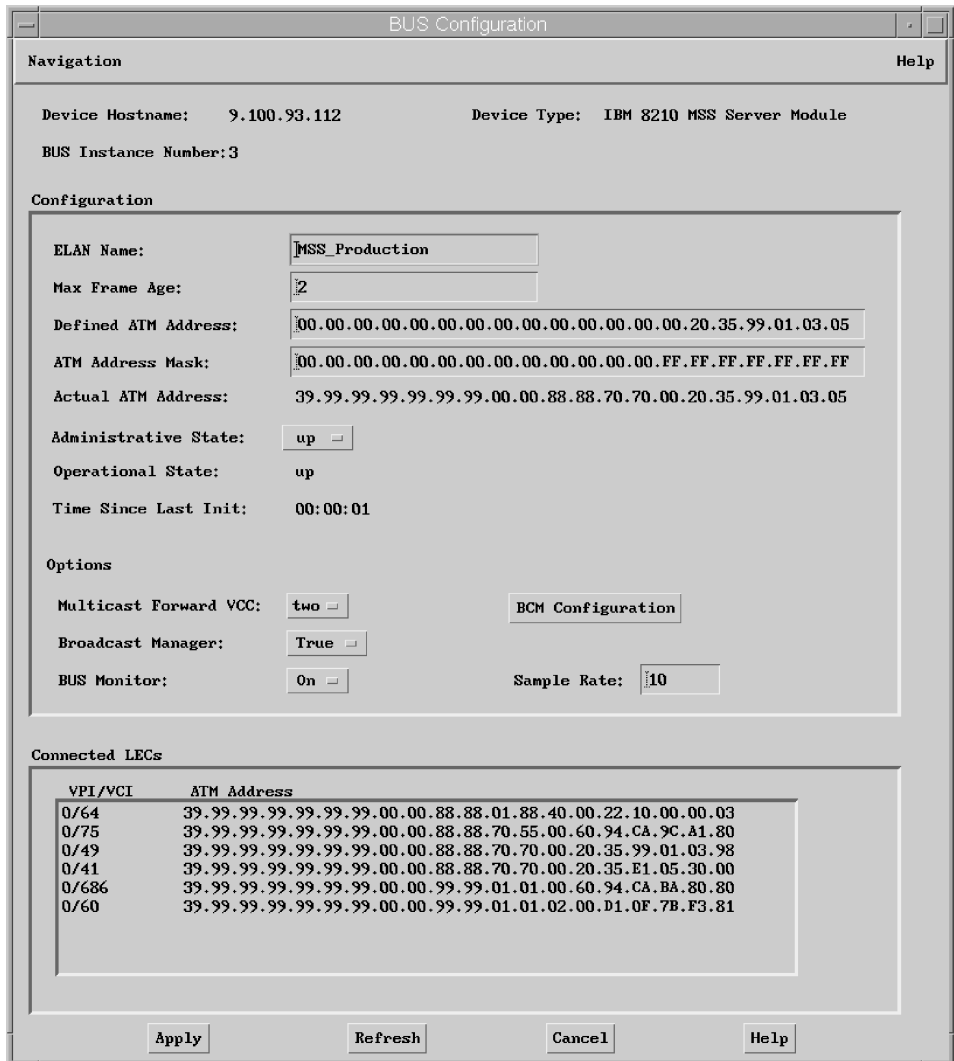 BUS Configuration
Navigation Help
Device Hostname: 9.100.93.112 Device Type: IBM 8210 MSS Server Module
BUS Instance Number: 3
Configuration
ELAN Name: MSS_Production
Max Frame Age: 2
Defined ATM Address: 00.00.00.00.00.00.00.00.00.00.00.00.00.20.35.99.01.03.05
ATM Address Mask: 00.00.00.00.00.00.00.00.00.00.00.00.00.FF.FF.FF.FF.FF.FF.FF
Actual ATM Address: 39.99.99.99.99.99.99.00.00.88.88.70.70.00.20.35.99.01.03.05
Administrative State: up
Operational State: up
Time Since Last Init: 00:00:01
Options
Multicast Forward VCC: two BCM Configuration
Broadcast Manager: True
BUS Monitor: On Sample Rate: 10
Connected LECs
VPI/VCI ATM Address
0/64 39.99.99.99.99.99.99.00.00.88.88.01.88.40.00.22.10.00.00.03
0/75 39.99.99.99.99.99.99.00.00.88.88.70.55.00.60.94.CA.9C.A1.80
0/49 39.99.99.99.99.99.99.00.00.88.88.70.70.00.20.35.99.01.03.98
0/41 39.99.99.99.99.99.99.00.00.88.88.70.70.00.20.35.E1.05.30.00
0/686 39.99.99.99.99.99.99.00.00.99.99.01.01.00.60.94.CA.BA.80.80
0/60 39.99.99.99.99.99.99.00.00.99.99.01.01.02.00.D1.0F.7B.F3.81
Apply Refresh Cancel Help